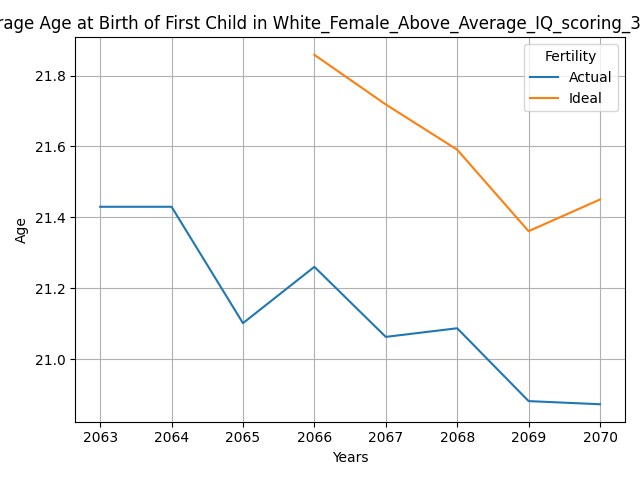 rage Age at Birth of First Child in White_Female_Above_Average_IQ_scoring_3
Fertility
Actual
Ideal
21.8
21.6
21.4
21.2
21.0
Age
2063 2064 2065 2066 2067 2068 2069 2070
Years